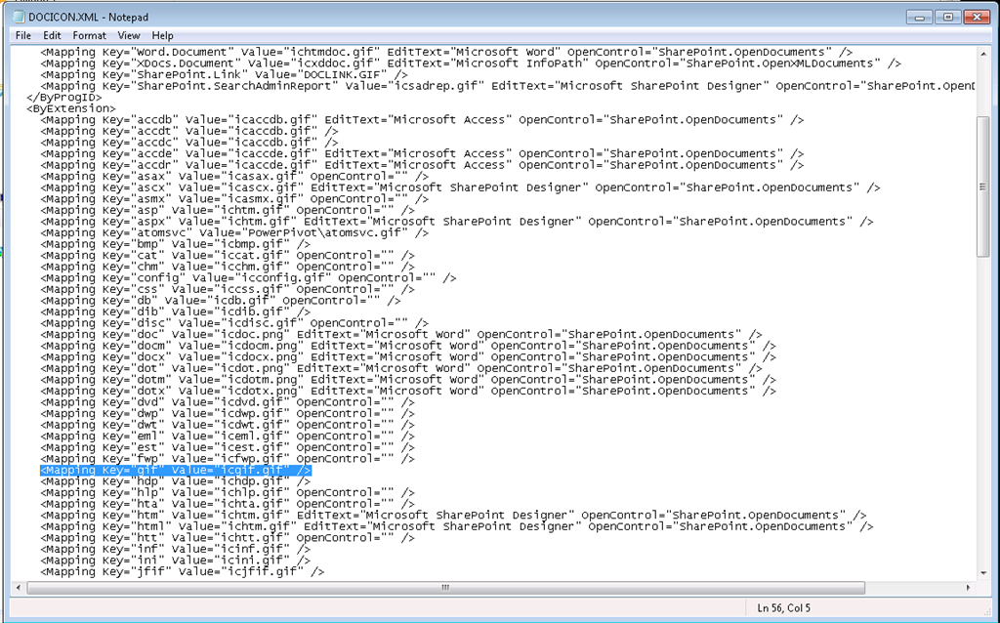 DOCICON.XML - Notepad
File Edit Format View Help
<Mapping Key="Word.Document" Value="ichtmdoc.gif" EditText="Microsoft Word" OpenControl="SharePoint.OpenDocuments" />
<Mapping Key="XDocs.Document" Value="icxddoc.gif" EditText="Microsoft InfoPath" OpenControl="SharePoint.OpenXMLDocuments" />
<Mapping Key="SharePoint.Link" Value="DOCLINK.GIF" />
<Mapping Key="SharePoint.SearchAdminReport" Value="icsadrep.gif" EditText="Microsoft SharePoint Designer" OpenControl="SharePoint.OpenD
</ByProgID>
<ByExtension>
<Mapping Key="accdb" Value="icaccdb.gif" EditText="Microsoft Access" OpenControl="SharePoint.OpenDocuments" />
<Mapping Key="accdt" Value="icaccdb.gif" />
<Mapping Key="accdc" Value="icaccdb.gif" />
<Mapping Key="accde" Value="icaccde.gif" EditText="Microsoft Access" OpenControl="SharePoint.OpenDocuments" />
<Mapping Key="accdr" Value="icaccde.gif" EditText="Microsoft Access" OpenControl="SharePoint.OpenDocuments" />
<Mapping Key="asax" Value="icasax.gif" OpenControl="" />
<Mapping Key="ascx" Value="icascx.gif" EditText="Microsoft SharePoint Designer" OpenControl="SharePoint.OpenDocuments" />
<Mapping Key="asmx" Value="icasmx.gif" OpenControl="" />
<Mapping Key="asp" Value="ichtm.gif" OpenControl="" />
<Mapping Key="aspx" Value="ichtm.gif" EditText="Microsoft SharePoint Designer" OpenControl="SharePoint.OpenDocuments" />
<Mapping Key="atomsvc" Value="PowerPivot\atomsvc.gif" />
<Mapping Key="bmp" Value="icbmp.gif" />
<Mapping Key="cat" Value="iccat.gif" OpenControl="" />
<Mapping Key="chm" Value="icchm.gif" OpenControl="" />
<Mapping Key="config" Value="icconfig.gif" OpenControl="" />
<Mapping Key="css" Value="iccss.gif" OpenControl="" />
<Mapping Key="db" Value="icdb.gif" OpenControl="" />
<Mapping Key="dib" Value="icdib.gif" />
<Mapping Key="disc" Value="icdisc.gif" OpenControl="" />
<Mapping Key="doc" Value="icdoc.png" EditText="Microsoft Word" OpenControl="SharePoint.OpenDocuments" />
<Mapping Key="docm" Value="icdocm.png" EditText="Microsoft Word" OpenControl="SharePoint.OpenDocuments" />
<Mapping Key="docx" Value="icdocx.png" EditText="Microsoft Word" OpenControl="SharePoint.OpenDocuments" />
<Mapping Key="dot" Value="icdot.png" EditText="Microsoft Word" OpenControl="SharePoint.OpenDocuments" />
<Mapping Key="dotm" Value="icdotm.png" EditText="Microsoft Word" OpenControl="SharePoint.OpenDocuments" />
<Mapping Key="dotx" Value="icdotx.png" EditText="Microsoft Word" OpenControl="SharePoint.OpenDocuments" />
<Mapping Key="dvd" Value="icdvd.gif" OpenControl="" />
<Mapping Key="dwp" Value="icdwp.gif" OpenControl="" />
<Mapping Key="dwt" Value="icdwt.gif" OpenControl="" />
<Mapping Key="eml" Value="iceml.gif" OpenControl="" />
<Mapping Key="est" Value="icest.gif" OpenControl="" />
<Mapping Key="fwp" Value="icfwp.gif" OpenControl="" />
<Mapping Key="gif" Value="icgif.gif" />
<Mapping Key="hdp" Value="ichdp.gif" />
<Mapping Key="hlp" Value="ichlp.gif" OpenControl="" />
<Mapping Key="hta" Value="ichta.gif" OpenControl="" />
<Mapping Key="htm" Value="ichtm.gif" EditText="Microsoft SharePoint Designer" OpenControl="SharePoint.OpenDocuments" />
<Mapping Key="html" Value="ichtm.gif" EditText="Microsoft SharePoint Designer" OpenControl="SharePoint.OpenDocuments" />
<Mapping Key="htt" Value="ichtt.gif" OpenControl="" />
<Mapping Key="inf" Value="icinf.gif" />
<Mapping Key="ini" Value="icini.gif" />
<Mapping Key="jfif" Value="icjfif.gif" />
Ln 56, Col 5